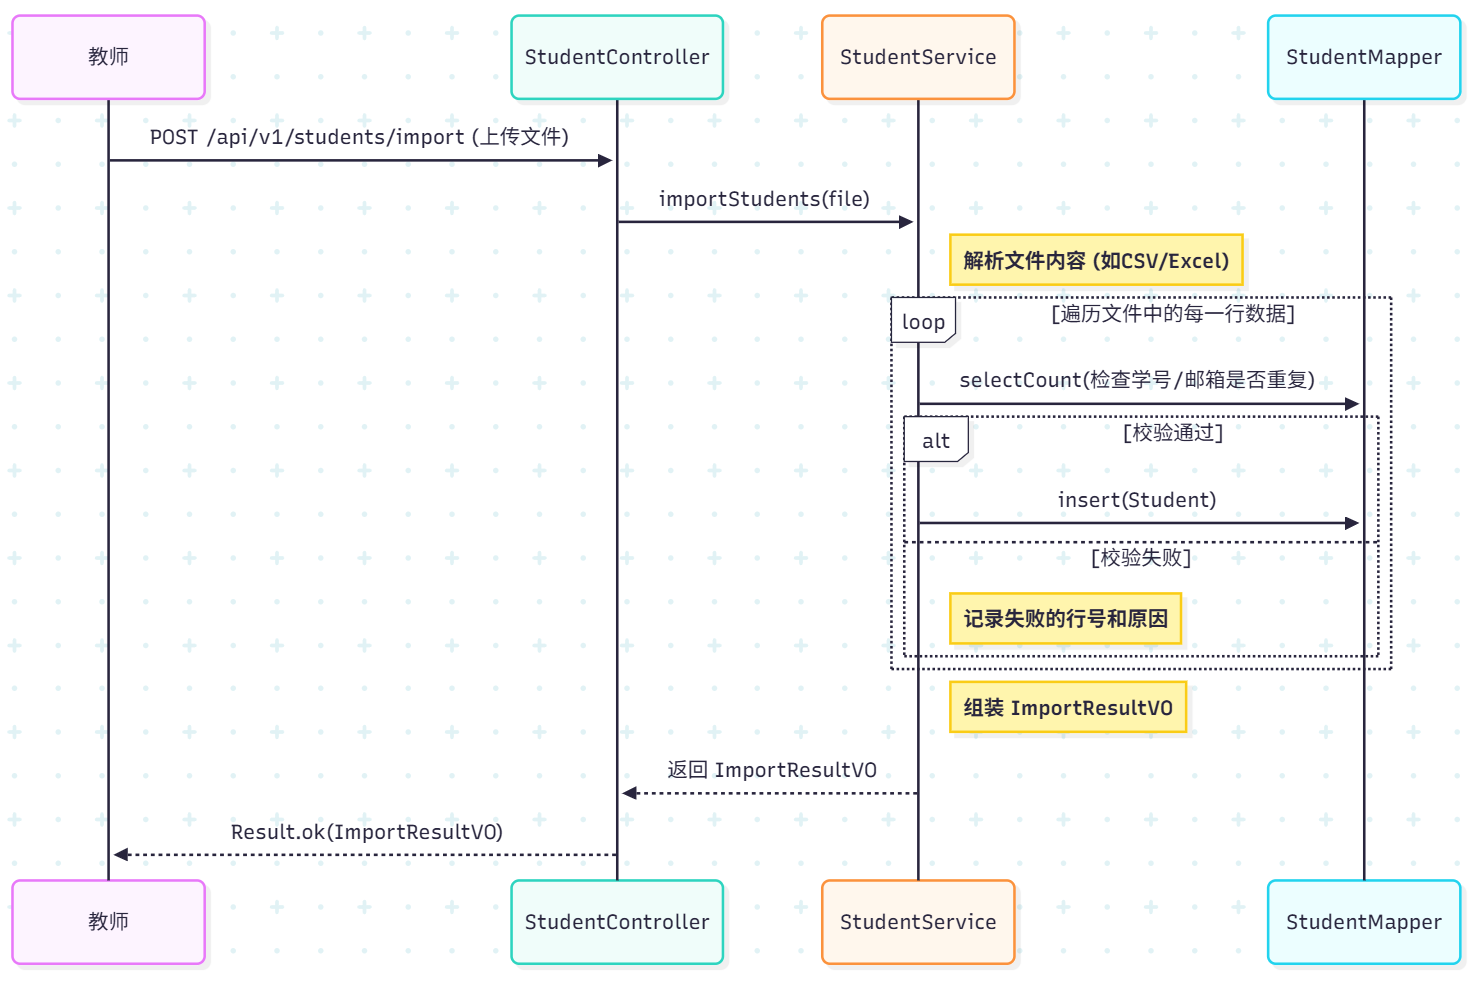 教师
StudentController
StudentService
StudentMapper
POST /api/v1/students/import (上传文件)
importStudents(file)
解析文件内容 (如CSV/Excel)
loop
[遍历文件中的每一行数据]
selectCount(检查学号/邮箱是否重复)
alt
[校验通过]
insert(Student)
[校验失败]
记录失败的行号和原因
组装 ImportResultVO
返回 ImportResultVO
Result.ok(ImportResultVO)
教师
StudentController
StudentService
StudentMapper